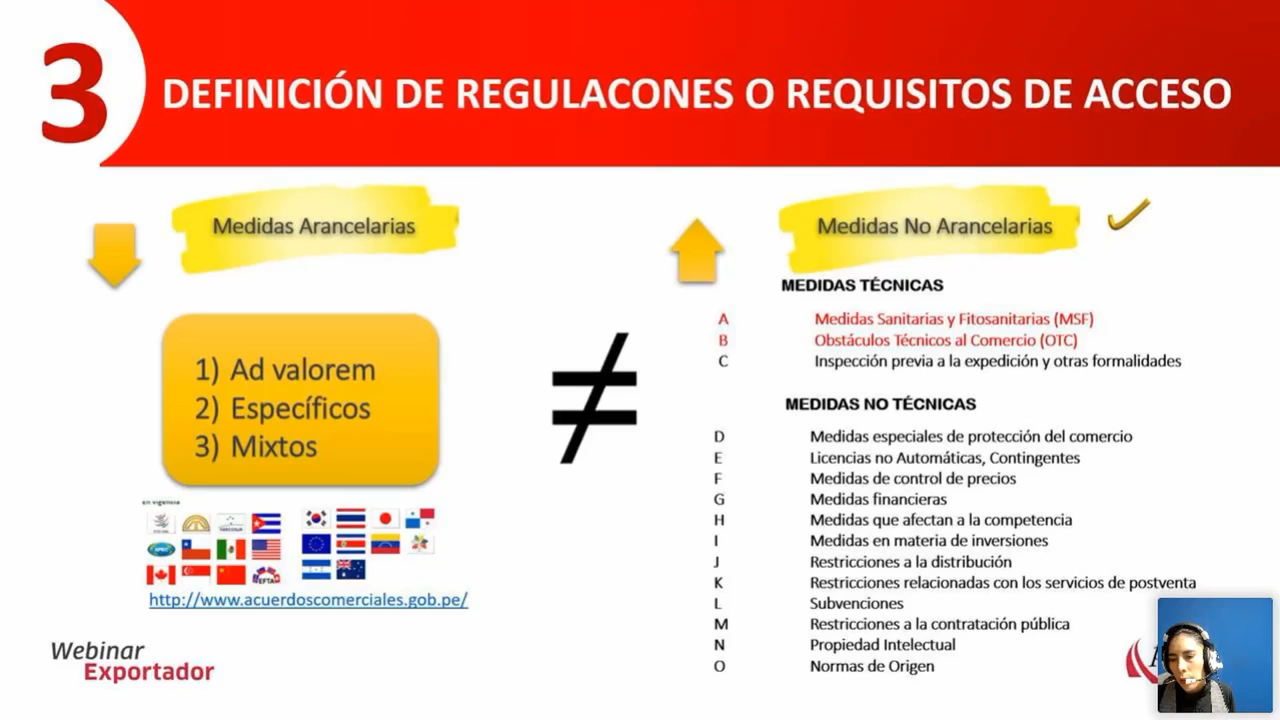 3
DEFINICIÓN DE REGULACONES O REQUISITOS DE ACCESO
Medidas Arancelarias
1) Ad valorem
2) Específicos
3) Mixtos
En vigencia
http://www.acuerdoscomerciales.gob.pe/
Webinar
Exportador
≠
Medidas No Arancelarias
MEDIDAS TÉCNICAS
A Medidas Sanitarias y Fitosanitarias (MSF)
B Obstáculos Técnicos al Comercio (OTC)
C Inspección previa a la expedición y otras formalidades
MEDIDAS NO TÉCNICAS
D Medidas especiales de protección del comercio
E Licencias no Automáticas, Contingentes
F Medidas de control de precios
G Medidas financieras
H Medidas que afectan a la competencia
I Medidas en materia de inversiones
J Restricciones a la distribución
K Restricciones relacionadas con los servicios de postventa
L Subvenciones
M Restricciones a la contratación pública
N Propiedad Intelectual
O Normas de Origen